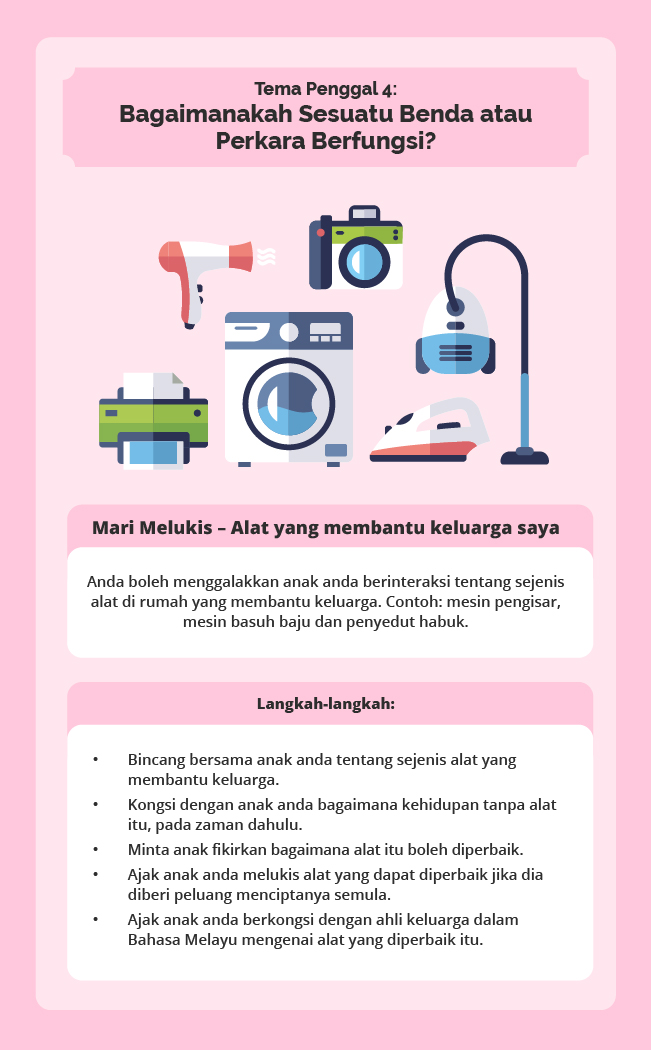 Tema Penggal 4:
Bagaimanakah Sesuatu Benda atau
Perkara Berfungsi?
Mari Melukis – Alat yang membantu keluarga saya
Anda boleh menggalakkan anak anda berinteraksi tentang sejenis
alat di rumah yang membantu keluarga. Contoh: mesin pengisar,
mesin basuh baju dan penyedut habuk.
Langkah-langkah:
• Bincang bersama anak anda tentang sejenis alat yang
membantu keluarga.
• Kongsi dengan anak anda bagaimana kehidupan tanpa alat
itu, pada zaman dahulu.
• Minta anak fikirkan bagaimana alat itu boleh diperbaik.
• Ajak anak anda melukis alat yang dapat diperbaik jika dia
diberi peluang menciptanya semula.
• Ajak anak anda berkongsi dengan ahli keluarga dalam
Bahasa Melayu mengenai alat yang diperbaik itu.